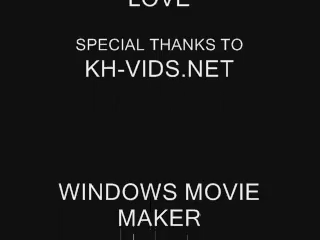 LOVE
SPECIAL THANKS TO
KH-VIDS.NET
WINDOWS MOVIE
MAKER